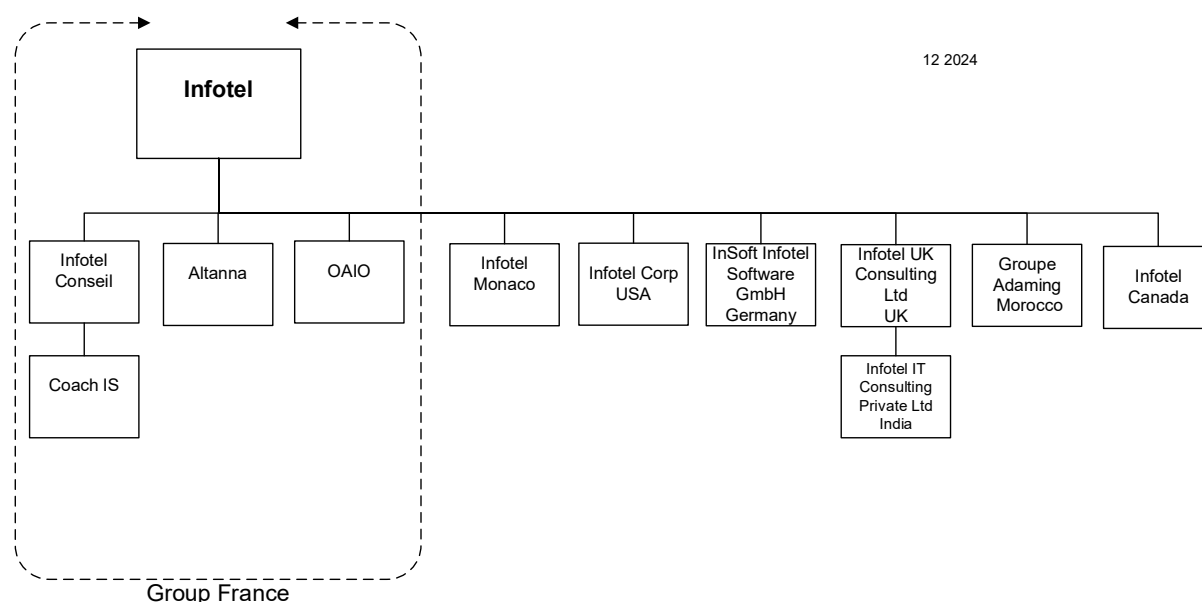 12 2024
Infotel
Infotel
Conseil
Altanna
OAIO
Infotel
Monaco
Infotel Corp
USA
InSoft Infotel
Software
GmbH
Germany
Infotel UK
Consulting
Ltd
UK
Groupe
Adaming
Morocco
Infotel
Canada
Coach IS
Infotel IT
Consulting
Private Ltd
India
Group France